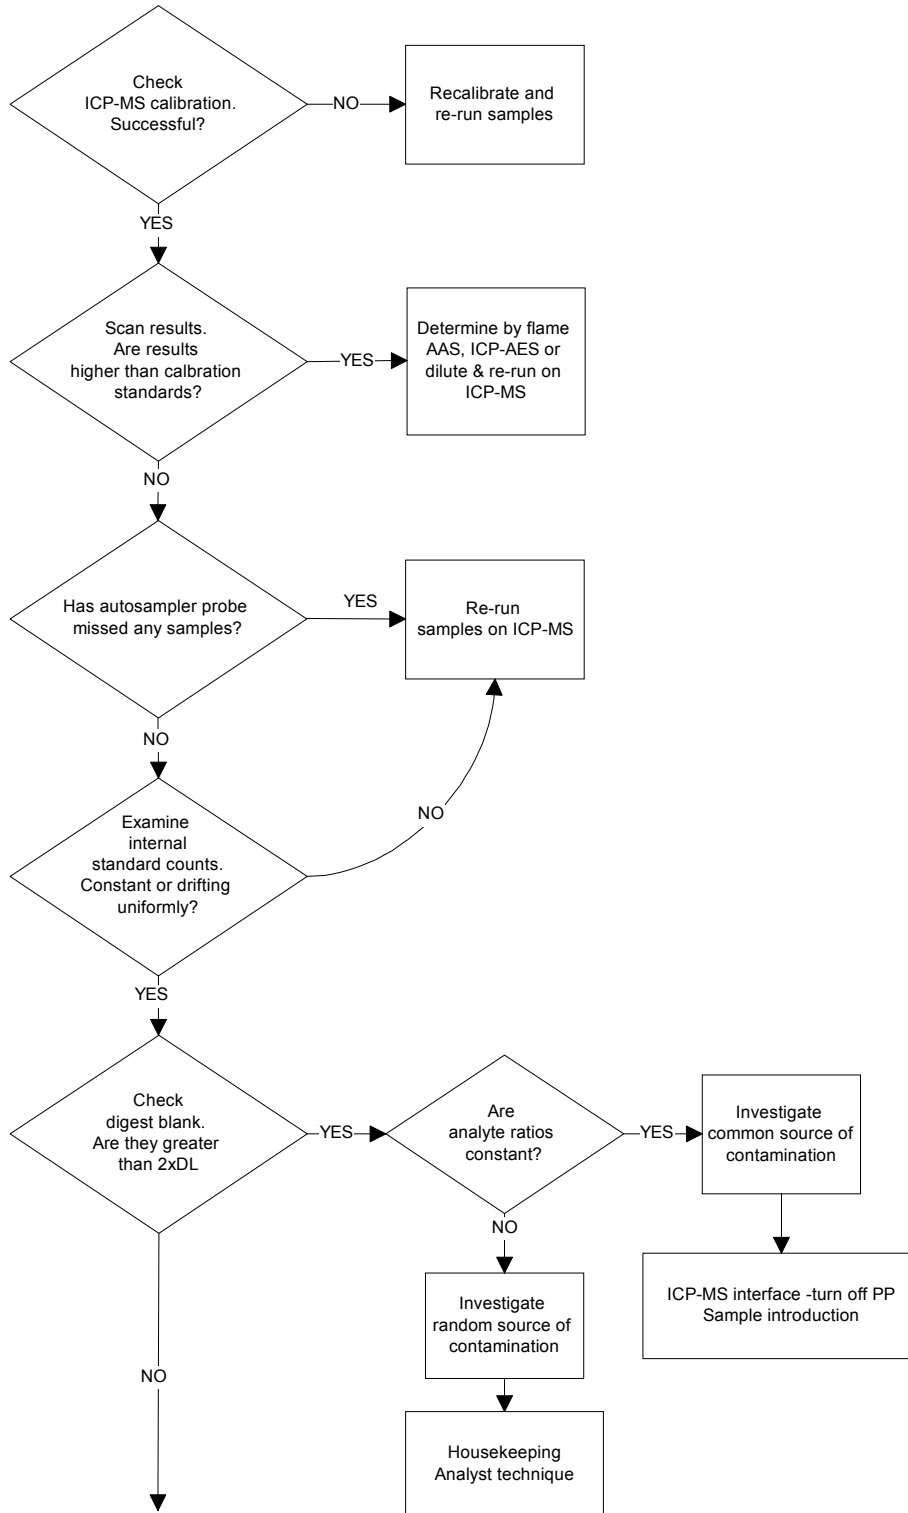 Check
ICP-MS calibration.
Successful?
NO
Recalibrate and
re-run samples
YES
Scan results.
Are results
higher than calbration
standards?
YES
Determine by flame
AAS, ICP-AES or
dilute & re-run on
ICP-MS
NO
Has autosampler probe
missed any samples?
YES
Re-run
samples on ICP-MS
NO
Examine
internal
standard counts.
Constant or drifting
uniformly?
NO
YES
Check
digest blank.
Are they greater
than 2xDL
YES
Are
analyte ratios
constant?
YES
Investigate
common source of
contamination
NO
ICP-MS interface -turn off PP
Sample introduction
Investigate
random source of
contamination
NO
Housekeeping
Analyst technique